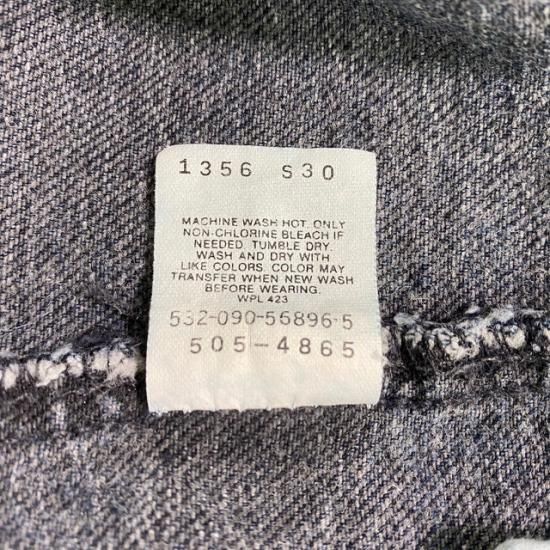 1356 S30
MACHINE WASH HOT. ONLY
NON-CHLORINE BLEACH IF
NEEDED. TUMBLE DRY.
WASH AND DRY WITH
LIKE COLORS. COLOR MAY
TRANSFER WHEN NEW WASH
BEFORE WEARING.
WPL 423
532-090-56896-5
505-4865